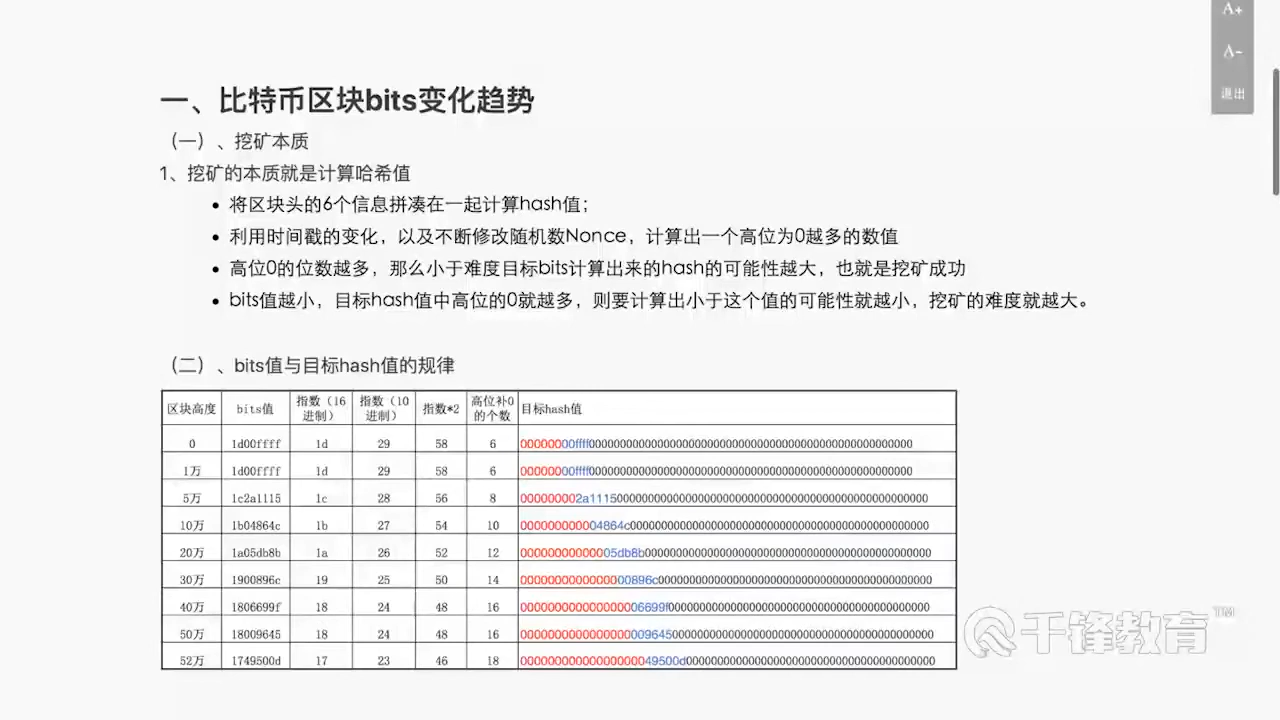 A+
A-
退出
一、比特币区块bits变化趋势
（一）、挖矿本质
1、挖矿的本质就是计算哈希值
• 将区块头的6个信息拼凑在一起计算hash值；
• 利用时间戳的变化，以及不断修改随机数Nonce，计算出一个高位为0越多的数值
• 高位0的位数越多，那么小于难度目标bits计算出来的hash的可能性越大，也就是挖矿成功
• bits值越小，目标hash值中高位的0就越多，则要计算出小于这个值的可能性就越小，挖矿的难度就越大。
（二）、bits值与目标hash值的规律
区块高度 bits值 指数（16进制） 指数（10进制） 指数*2 高位补0的个数 目标hash值
0 1d00ffff 1d 29 58 6 00000000ffff0000000000000000000000000000000000000000000000000000
1万 1d00ffff 1d 29 58 6 00000000ffff0000000000000000000000000000000000000000000000000000
5万 1c2a1115 1c 28 56 8 000000002a111500000000000000000000000000000000000000000000000000
10万 1b04864c 1b 27 54 10 000000000004864c000000000000000000000000000000000000000000000000
20万 1a05db8b 1a 26 52 12 00000000000005db8b0000000000000000000000000000000000000000000000
30万 1900896c 19 25 50 14 0000000000000000896c00000000000000000000000000000000000000000000
40万 1806699f 18 24 48 16 000000000000000006699f000000000000000000000000000000000000000000
50万 18009645 18 24 48 16 0000000000000000009645000000000000000000000000000000000000000000
52万 1749500d 17 23 46 18 00000000000000000049500d0000000000000000000000000000000000000000
千锋教育™